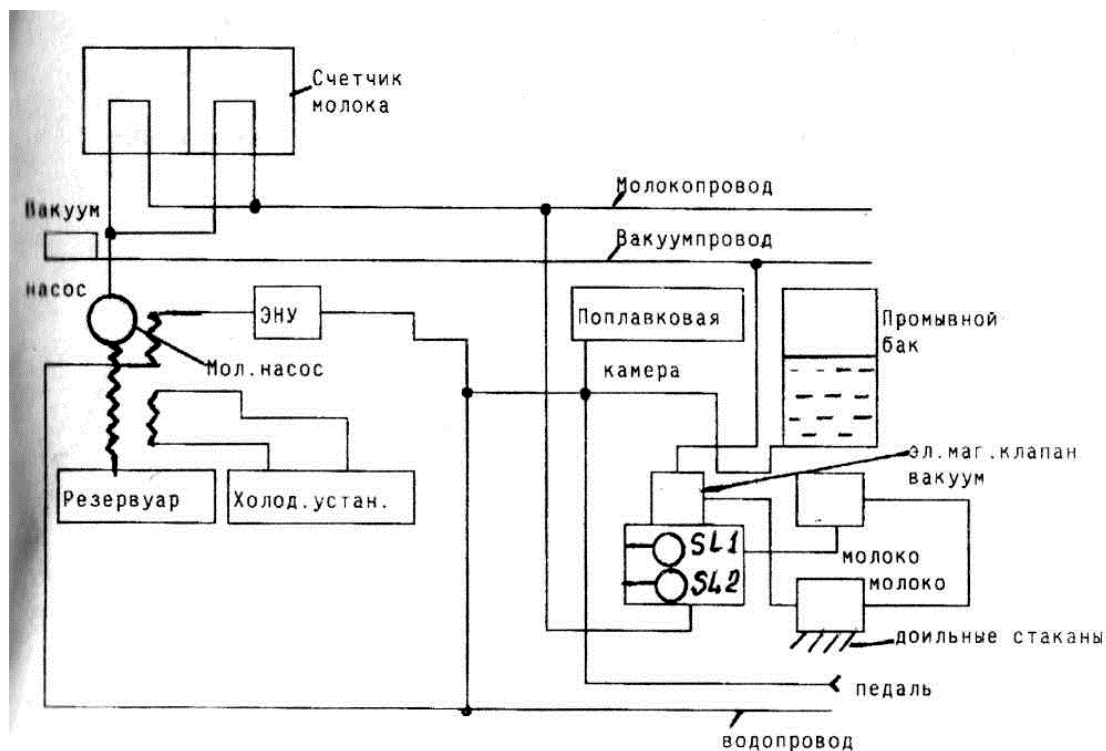 Счетчик
молока
Молокопровод
Вакуум
Вакуумпровод
насос
ЭНУ
Поплавковая
Промывной
бак
Мол.насос
камера
эл.маг.клапан
вакуум
Резервуар
Холод.устан.
SL1
SL2
молоко
молоко
доильные стаканы
педаль
водопровод